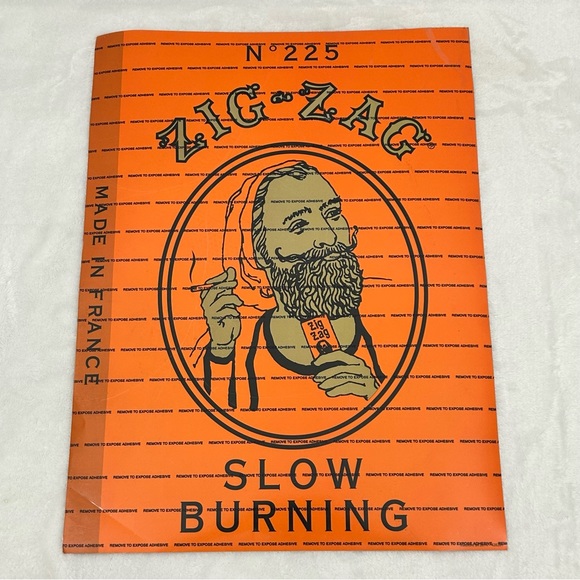 N° 225
ZIG-ZAG®
MADE IN FRANCE
Zig
Zag
SLOW
BURNING
REMOVE TO EXPOSE ADHESIVE